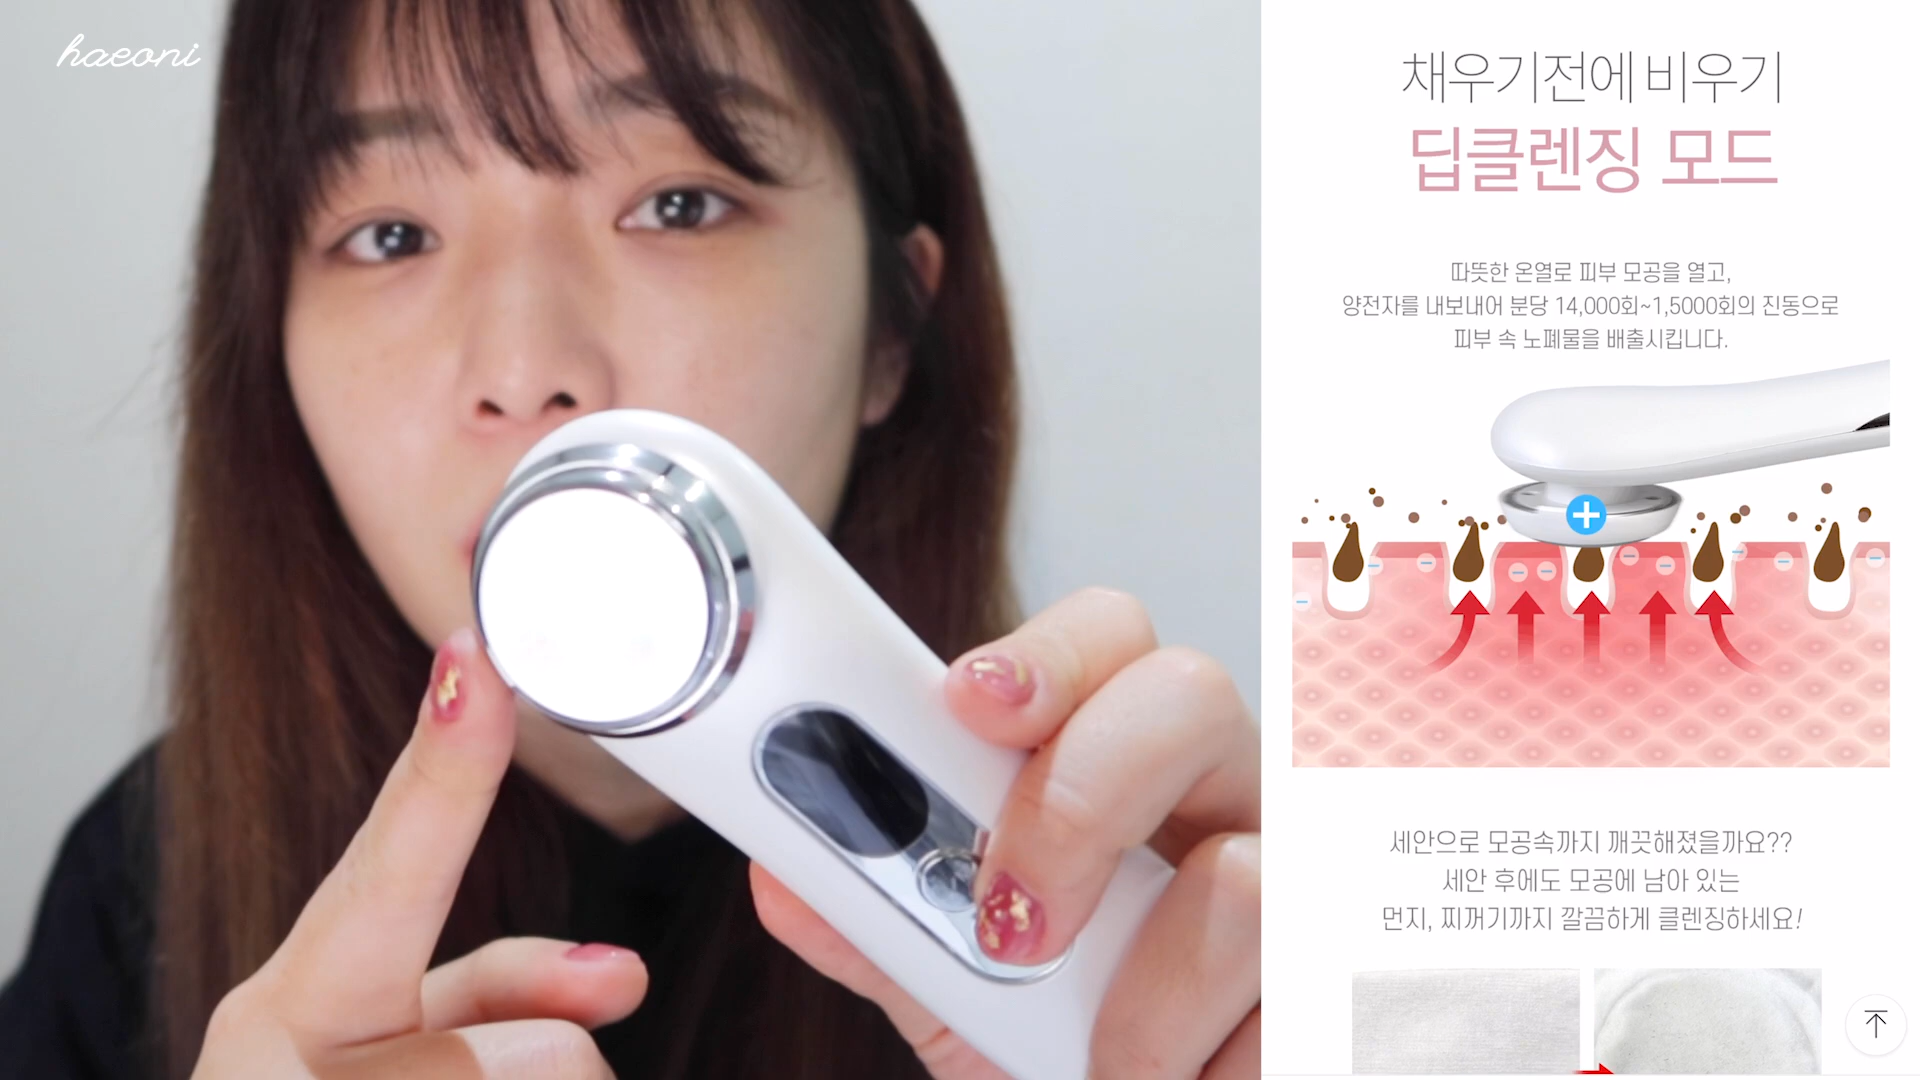 haeoni
채우기전에 비우기
딥클렌징 모드
따뜻한 온열로 피부 모공을 열고,
양전자를 내보내어 분당 14,000회~1,5000회의 진동으로
피부 속 노폐물을 배출시킵니다.
세안으로 모공속까지 깨끗해졌을까요??
세안 후에도 모공에 남아 있는
먼지, 찌꺼기까지 깔끔하게 클렌징하세요!